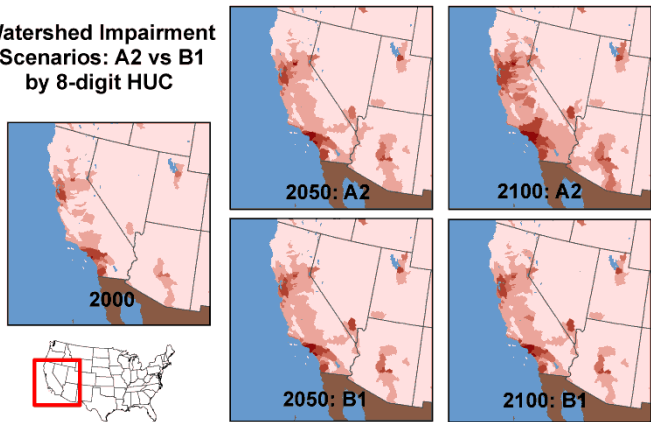 Watershed Impairment
Scenarios: A2 vs B1
by 8-digit HUC
2000
2050: A2
2100: A2
2050: B1
2100: B1